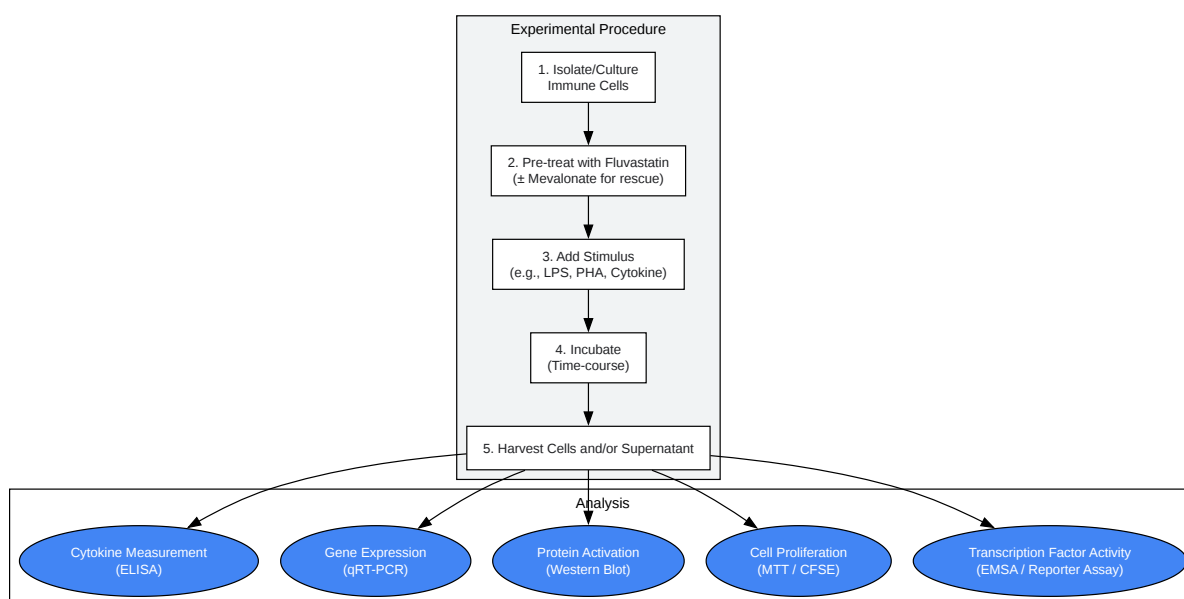 Experimental Procedure
1. Isolate/Culture
Immune Cells
2. Pre-treat with Fluvastatin
(± Mevalonate for rescue)
3. Add Stimulus
(e.g., LPS, PHA, Cytokine)
4. Incubate
(Time-course)
5. Harvest Cells and/or Supernatant
Analysis
Cytokine Measurement
(ELISA)
Gene Expression
(qRT-PCR)
Protein Activation
(Western Blot)
Cell Proliferation
(MTT / CFSE)
Transcription Factor Activity
(EMSA / Reporter Assay)